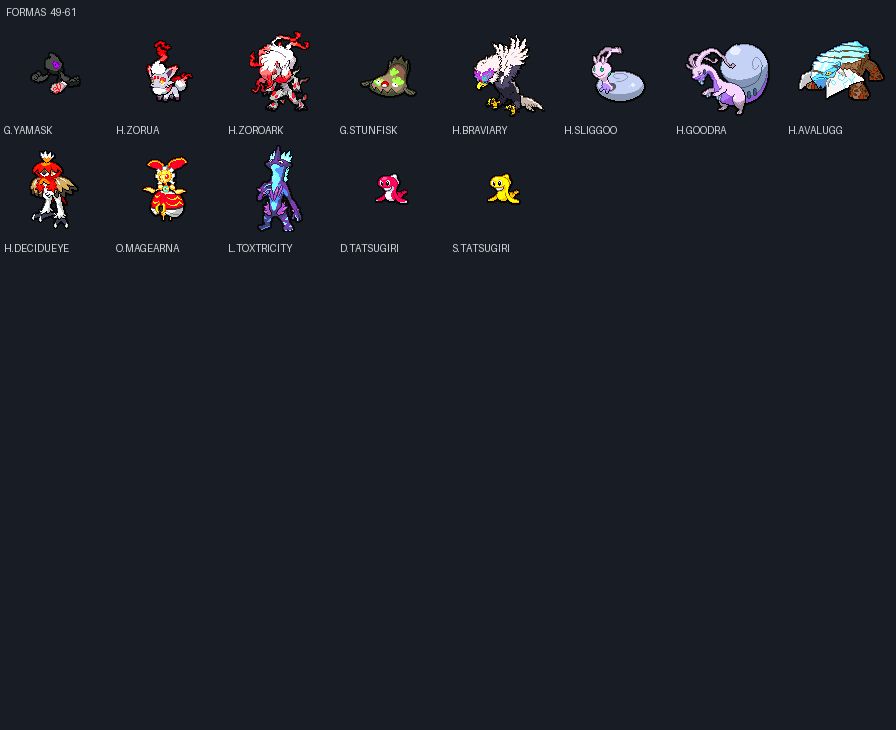 FORMAS 49-61
G.YAMASK H.ZORUA H.ZOROARK G.STUNFISK H.BRAVIARY H.SLIGGOO H.GOODRA H.AVALUGG
H.DECIDUEYE O.MAGEARNA L.TOXTRICITY D.TATSUGIRI S.TATSUGIRI